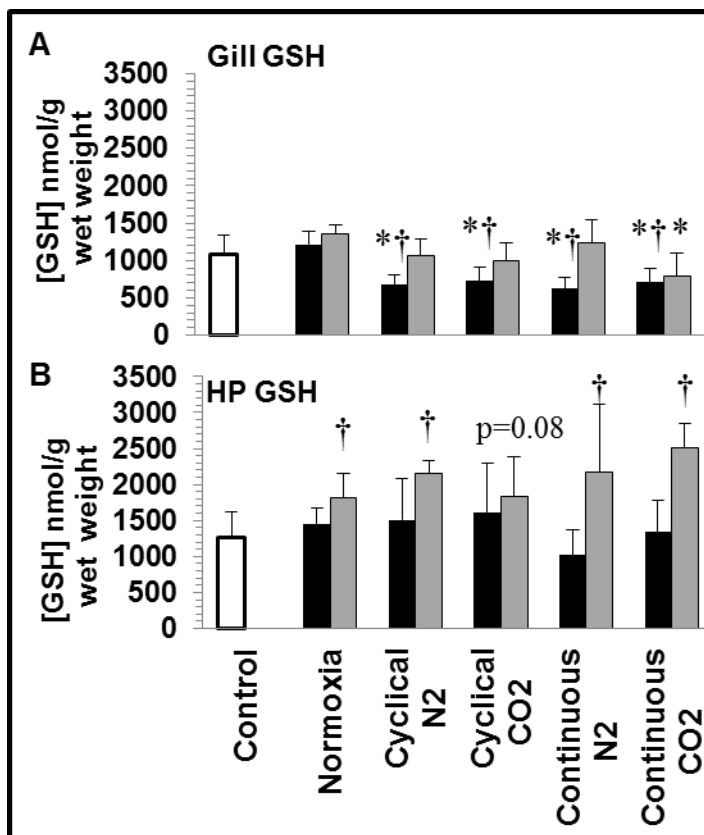 A
Gill GSH
[GSH] nmol/g
wet weight
3500
3000
2500
2000
1500
1000
500
0
*†
*†
*†
*†
*
B
HP GSH
[GSH] nmol/g
wet weight
3500
3000
2500
2000
1500
1000
500
0
†
†
p=0.08
†
†
Control
Normoxia
Cyclical
N2
Cyclical
CO2
Continuous
N2
Continuous
CO2